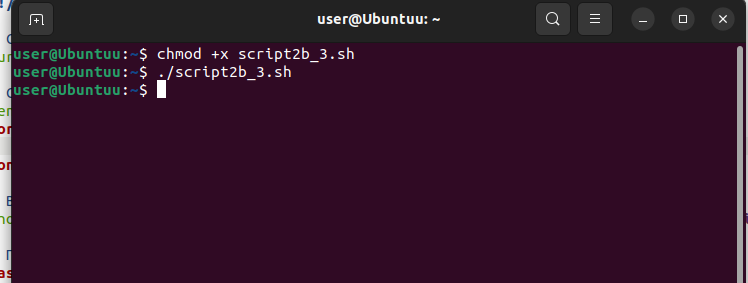 user@Ubuntuu: ~
user@Ubuntuu:~$ chmod +x script2b_3.sh
user@Ubuntuu:~$ ./script2b_3.sh
user@Ubuntuu:~$